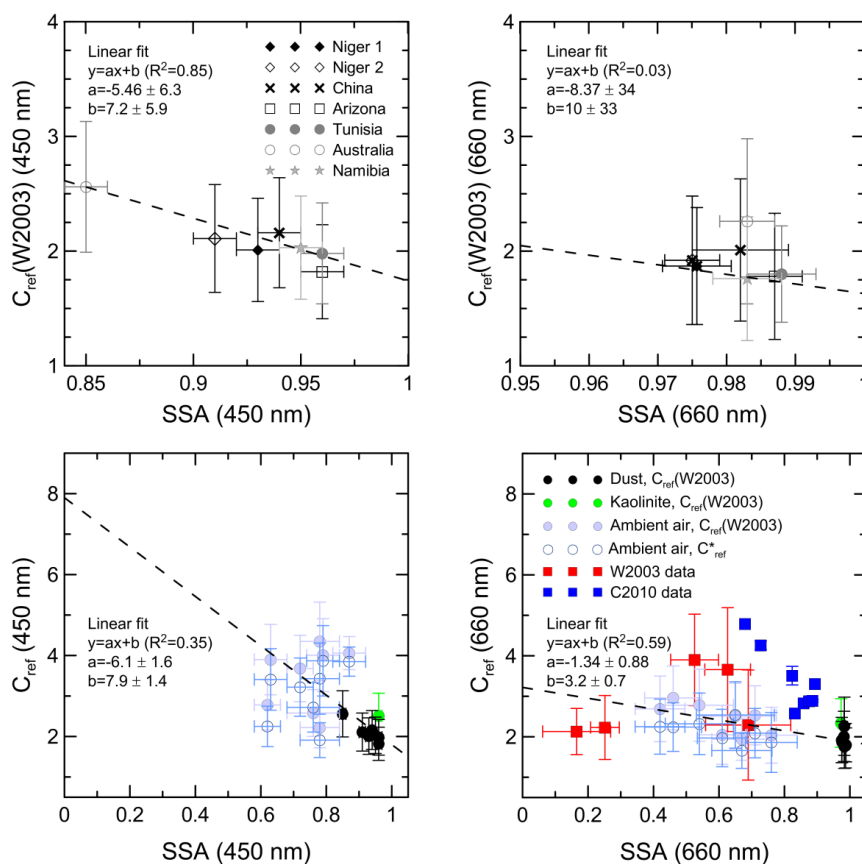 4
3
2
1
0.85
0.9
0.95
1
C_ref(W2003) (450 nm)
SSA (450 nm)
Linear fit
y=ax+b (R²=0.85)
a=-5.46 ± 6.3
b=7.2 ± 5.9
Niger 1
Niger 2
China
Arizona
Tunisia
Australia
Namibia
4
3
2
1
0.95
0.96
0.97
0.98
0.99
1
C_ref(W2003) (660 nm)
SSA (660 nm)
Linear fit
y=ax+b (R²=0.03)
a=-8.37 ± 34
b=10 ± 33
8
6
4
2
0
0.2
0.4
0.6
0.8
1
C_ref (450 nm)
SSA (450 nm)
Linear fit
y=ax+b (R²=0.35)
a=-6.1 ± 1.6
b=7.9 ± 1.4
8
6
4
2
0
0.2
0.4
0.6
0.8
1
C_ref (660 nm)
SSA (660 nm)
Dust, C_ref(W2003)
Kaolinite, C_ref(W2003)
Ambient air, C_ref(W2003)
Ambient air, C*_ref
W2003 data
C2010 data
Linear fit
y=ax+b (R²=0.59)
a=-1.34 ± 0.88
b=3.2 ± 0.7